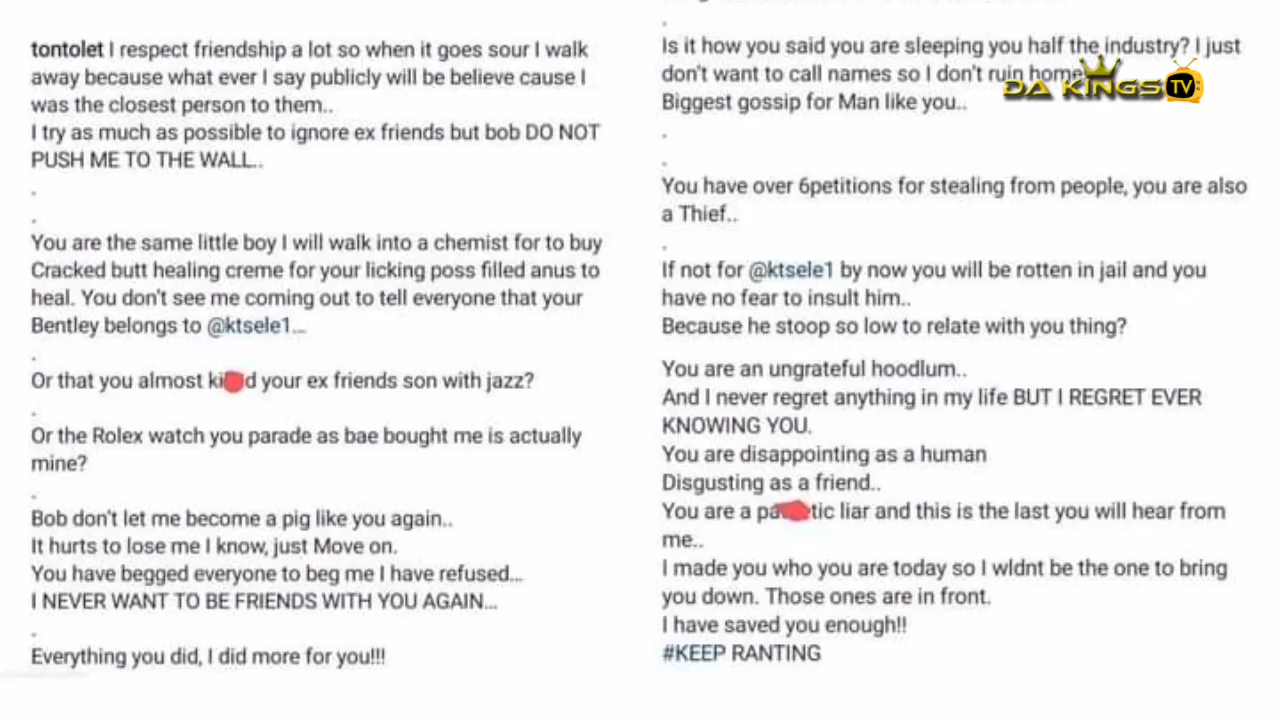 tontolet I respect friendship a lot so when it goes sour I walk
away because what ever I say publicly will be believe cause I
was the closest person to them..
I try as much as possible to ignore ex friends but bob DO NOT
PUSH ME TO THE WALL..
.
.
You are the same little boy I will walk into a chemist for to buy
Cracked butt healing creme for your licking poss filled anus to
heal. You don't see me coming out to tell everyone that your
Bentley belongs to @ktsele1...
.
Or that you almost ki d your ex friends son with jazz?
.
Or the Rolex watch you parade as bae bought me is actually
mine?
.
Bob don't let me become a pig like you again..
It hurts to lose me I know, just Move on.
You have begged everyone to beg me I have refused...
I NEVER WANT TO BE FRIENDS WITH YOU AGAIN...
.
Everything you did, I did more for you!!!
.
Is it how you said you are sleeping you half the industry? I just
don't want to call names so I don't ruin home
Biggest gossip for Man like you..
.
.
You have over 6petitions for stealing from people, you are also
a Thief..
.
If not for @ktsele1 by now you will be rotten in jail and you
have no fear to insult him..
Because he stoop so low to relate with you thing?
You are an ungrateful hoodlum..
And I never regret anything in my life BUT I REGRET EVER
KNOWING YOU.
You are disappointing as a human
Disgusting as a friend..
You are a pa tic liar and this is the last you will hear from
me..
I made you who you are today so I wldnt be the one to bring
you down. Those ones are in front.
I have saved you enough!!
#KEEP RANTING
DA KINGS TV